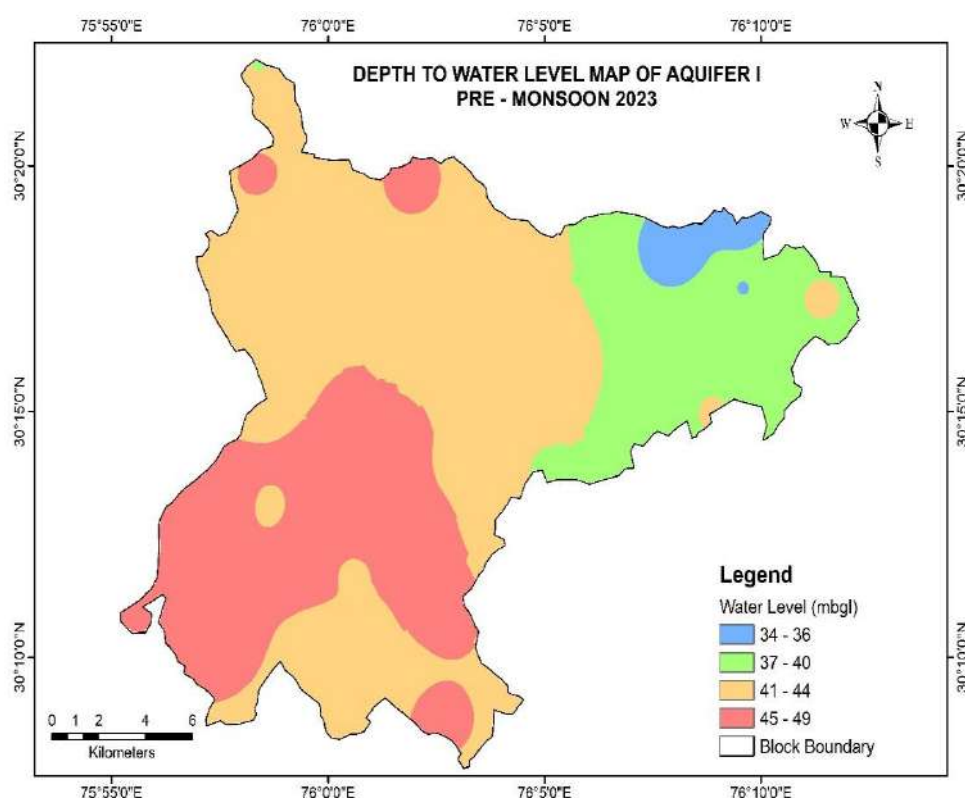 75°55'0"E 76°0'0"E 76°5'0"E 76°10'0"E
DEPTH TO WATER LEVEL MAP OF AQUIFER I
PRE - MONSOON 2023
N
W E
S
30°20'0"N 30°20'0"N
30°15'0"N 30°15'0"N
30°10'0"N 30°10'0"N
Legend
Water Level (mbgl)
34 - 36
37 - 40
41 - 44
45 - 49
Block Boundary
0 1 2 4 6
Kilometers
75°55'0"E 76°0'0"E 76°5'0"E 76°10'0"E